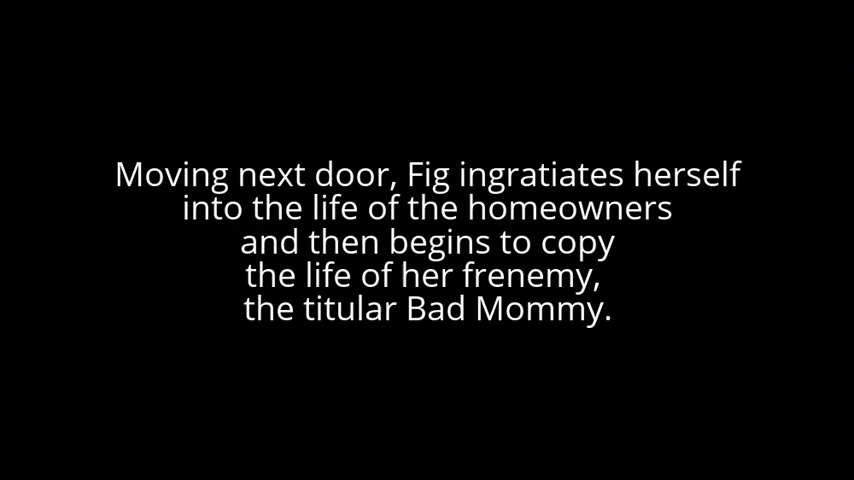 Moving next door, Fig ingratiates herself
into the life of the homeowners
and then begins to copy
the life of her frenemy,
the titular Bad Mommy.